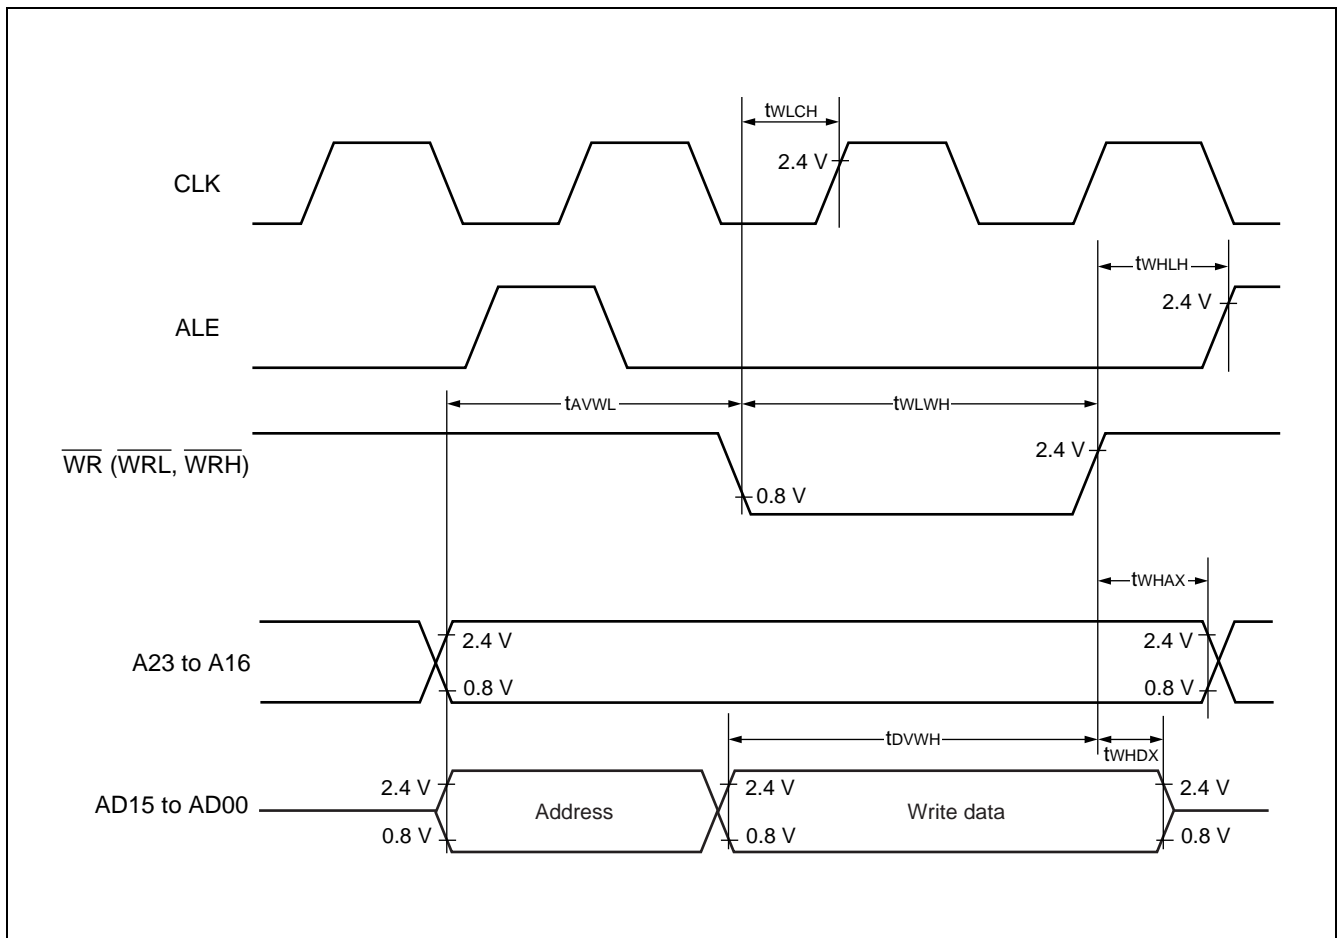 tWLCH
2.4 V
CLK
tWHLH
2.4 V
ALE
tAVWL tWLWH
2.4 V
WR (WRL, WRH)
0.8 V
tWHAX
2.4 V 2.4 V
A23 to A16
0.8 V 0.8 V
tDVWH
tWHDX
2.4 V 2.4 V 2.4 V
AD15 to AD00 Address Write data
0.8 V 0.8 V 0.8 V